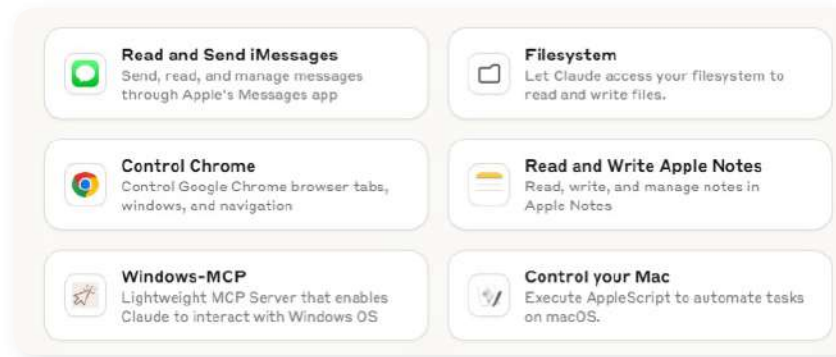 Read and Send iMessages
Send, read, and manage messages
through Apple's Messages app
Filesystem
Let Claude access your filesystem to
read and write files.
Control Chrome
Control Google Chrome browser tabs,
windows, and navigation
Read and Write Apple Notes
Read, write, and manage notes in
Apple Notes
Windows-MCP
Lightweight MCP Server that enables
Claude to interact with Windows OS
Control your Mac
Execute AppleScript to automate tasks
on macOS.